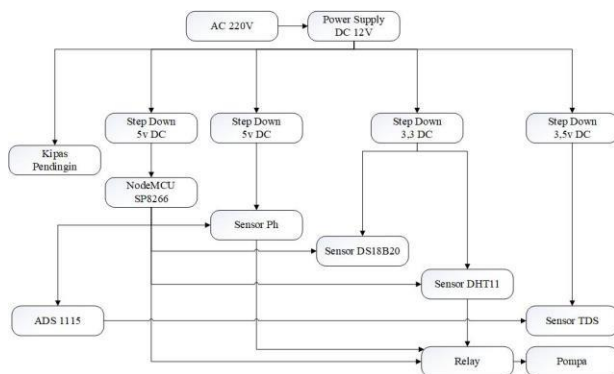 AC 220V
Power Supply
DC 12V
Step Down
5v DC
Step Down
5v DC
Step Down
3,3 DC
Step Down
3,5v DC
Kipas
Pendingin
NodeMCU
SP8266
Sensor Ph
Sensor DS18B20
Sensor DHT11
ADS 1115
Sensor TDS
Relay
Pompa